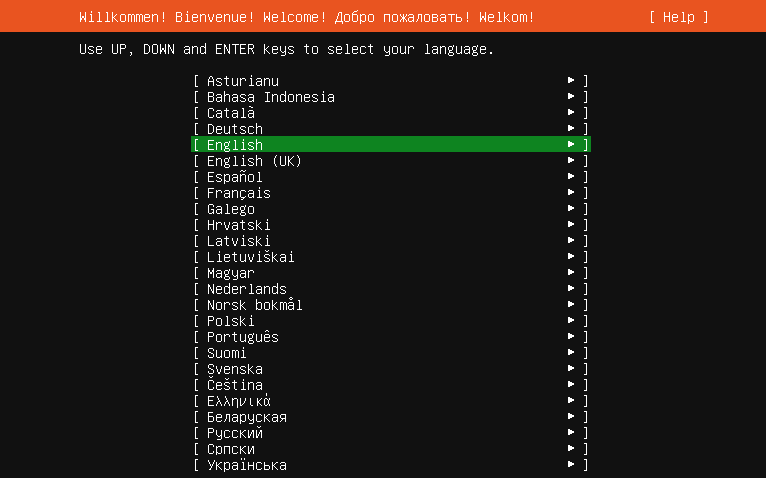 Willkommen! Bienvenue! Welcome! Добро пожаловать! Welkom! [ Help ]
Use UP, DOWN and ENTER keys to select your language.
[ Asturianu ► ]
[ Bahasa Indonesia ► ]
[ Català ► ]
[ Deutsch ► ]
[ English ► ]
[ English (UK) ► ]
[ Español ► ]
[ Français ► ]
[ Galego ► ]
[ Hrvatski ► ]
[ Latviski ► ]
[ Lietuviškai ► ]
[ Magyar ► ]
[ Nederlands ► ]
[ Norsk bokmål ► ]
[ Polski ► ]
[ Português ► ]
[ Suomi ► ]
[ Svenska ► ]
[ Čeština ► ]
[ Ελληνικά ► ]
[ Беларуская ► ]
[ Русский ► ]
[ Српски ► ]
[ Українська ► ]